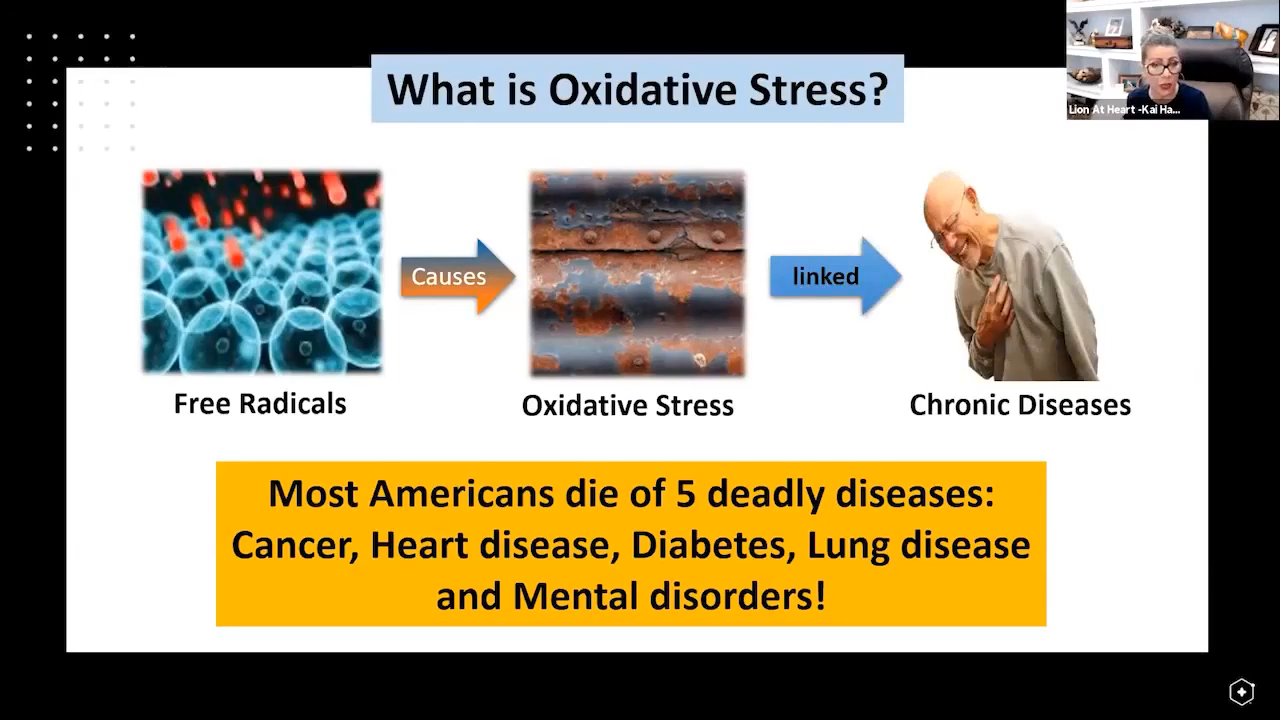 What is Oxidative Stress?
Lion At Heart -Kai Ha...
Causes
linked
Free Radicals
Oxidative Stress
Chronic Diseases
Most Americans die of 5 deadly diseases:
Cancer, Heart disease, Diabetes, Lung disease
and Mental disorders!